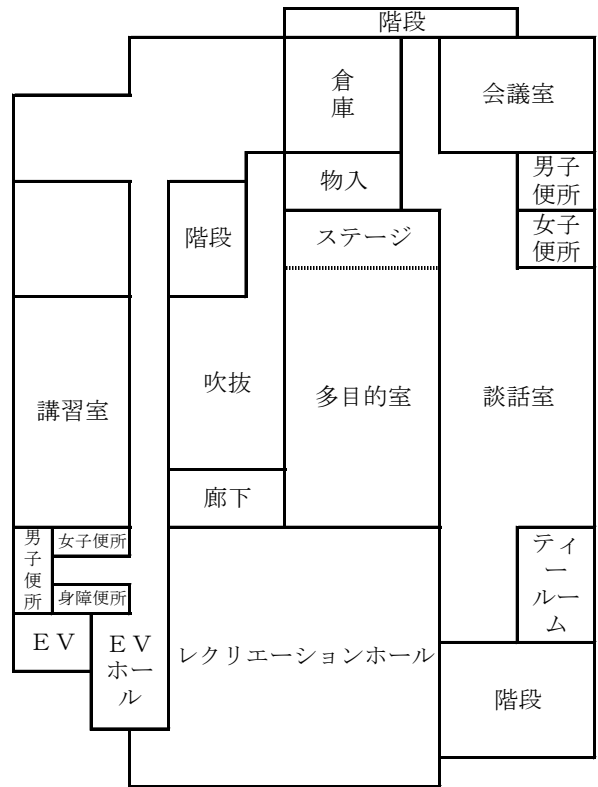 階段
倉
庫
会議室
物入
男子
便所
階段
ステージ
女子
便所
講習室
吹抜
多目的室
談話室
廊下
男
子
便
所
女子便所
身障便所
ティ
ー
ルー
ム
ＥＶ
ＥＶ
ホー
ル
レクリエーションホール
階段